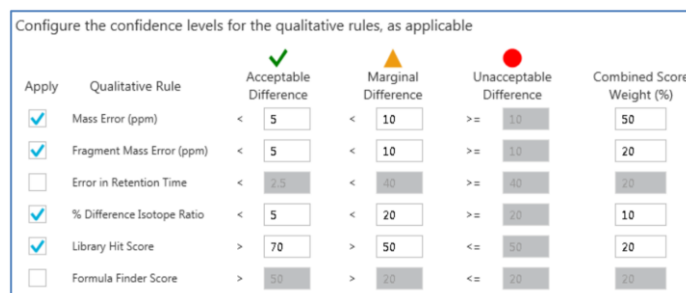 Configure the confidence levels for the qualitative rules, as applicable
Apply Qualitative Rule Acceptable Difference Marginal Difference Unacceptable Difference Combined Score Weight (%)
Mass Error (ppm) < 5 < 10 >= 10 50
Fragment Mass Error (ppm) < 5 < 10 >= 10 20
Error in Retention Time < 2.5 < 40 >= 40 20
% Difference Isotope Ratio < 5 < 20 >= 20 10
Library Hit Score > 70 > 50 <= 50 20
Formula Finder Score > 50 > 20 <= 20 20